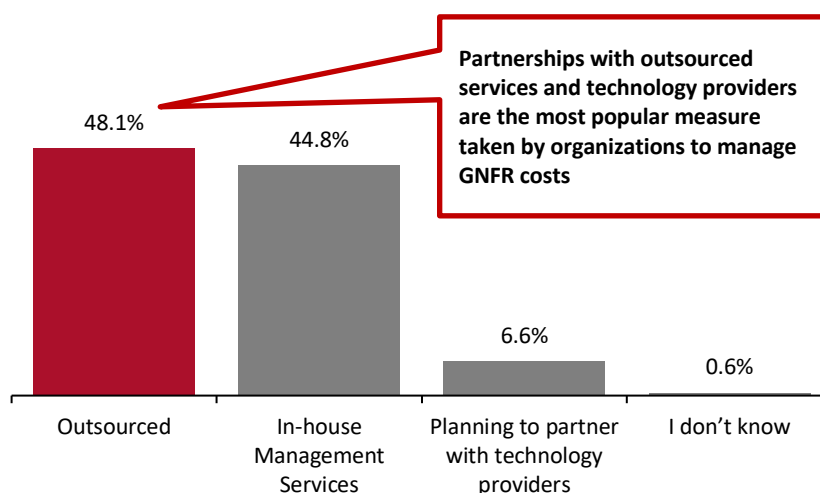 Partnerships with outsourced
services and technology providers
are the most popular measure
taken by organizations to manage
GNFR costs
48.1%
44.8%
6.6%
0.6%
Outsourced
In-house
Management
Services
Planning to partner
with technology
providers
I don’t know